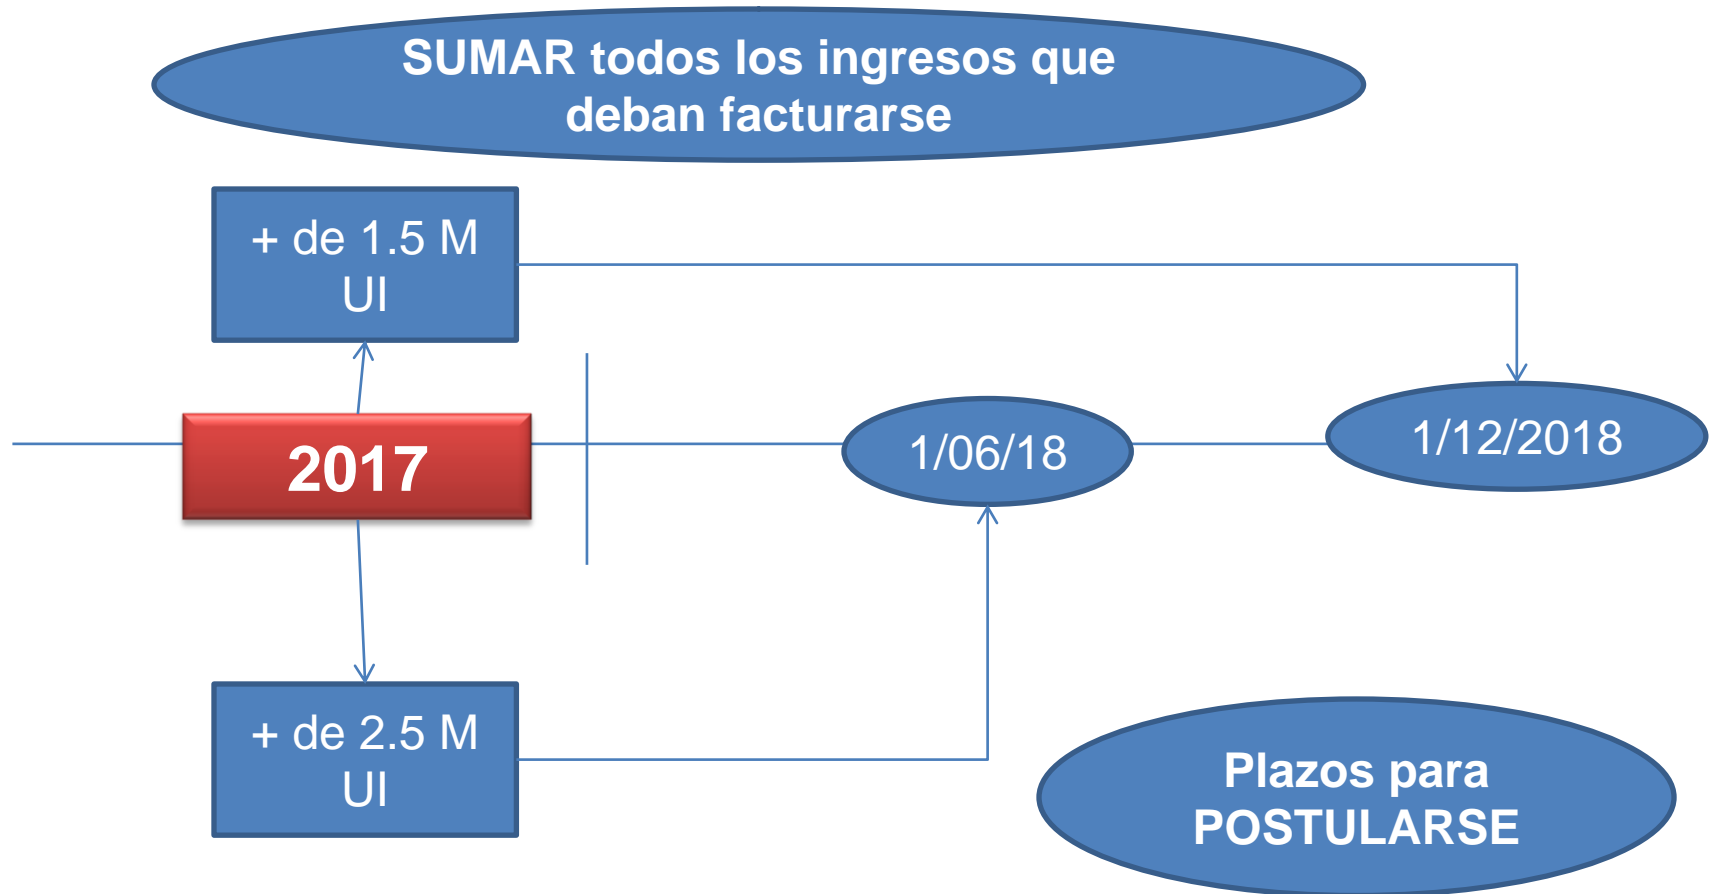 SUMAR todos los ingresos que
deban facturarse
+ de 1.5 M
UI
2017
1/06/18
1/12/2018
+ de 2.5 M
UI
Plazos para
POSTULARSE